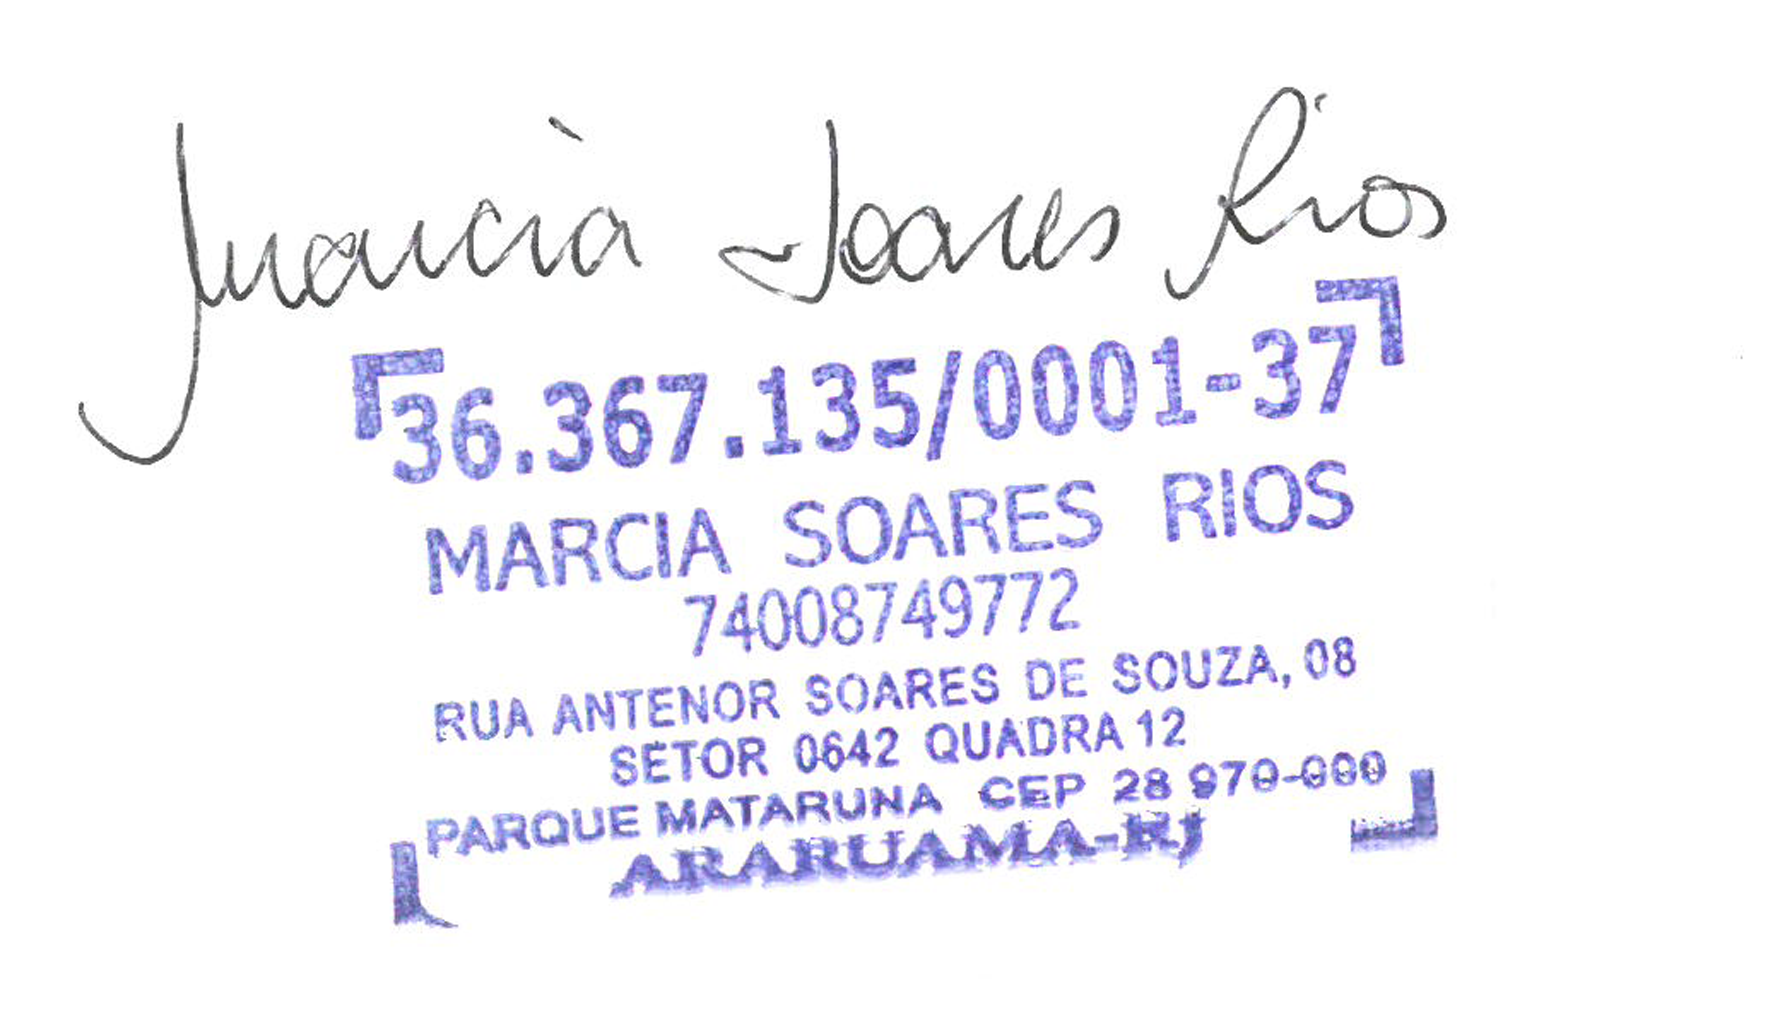 Marcia Soares Rios
36.367.135/0001-37
MARCIA SOARES RIOS
74008749772
RUA ANTENOR SOARES DE SOUZA, 08
SETOR 0642 QUADRA 12
PARQUE MATARUNA CEP 28 970-000
ARARUAMA-RJ